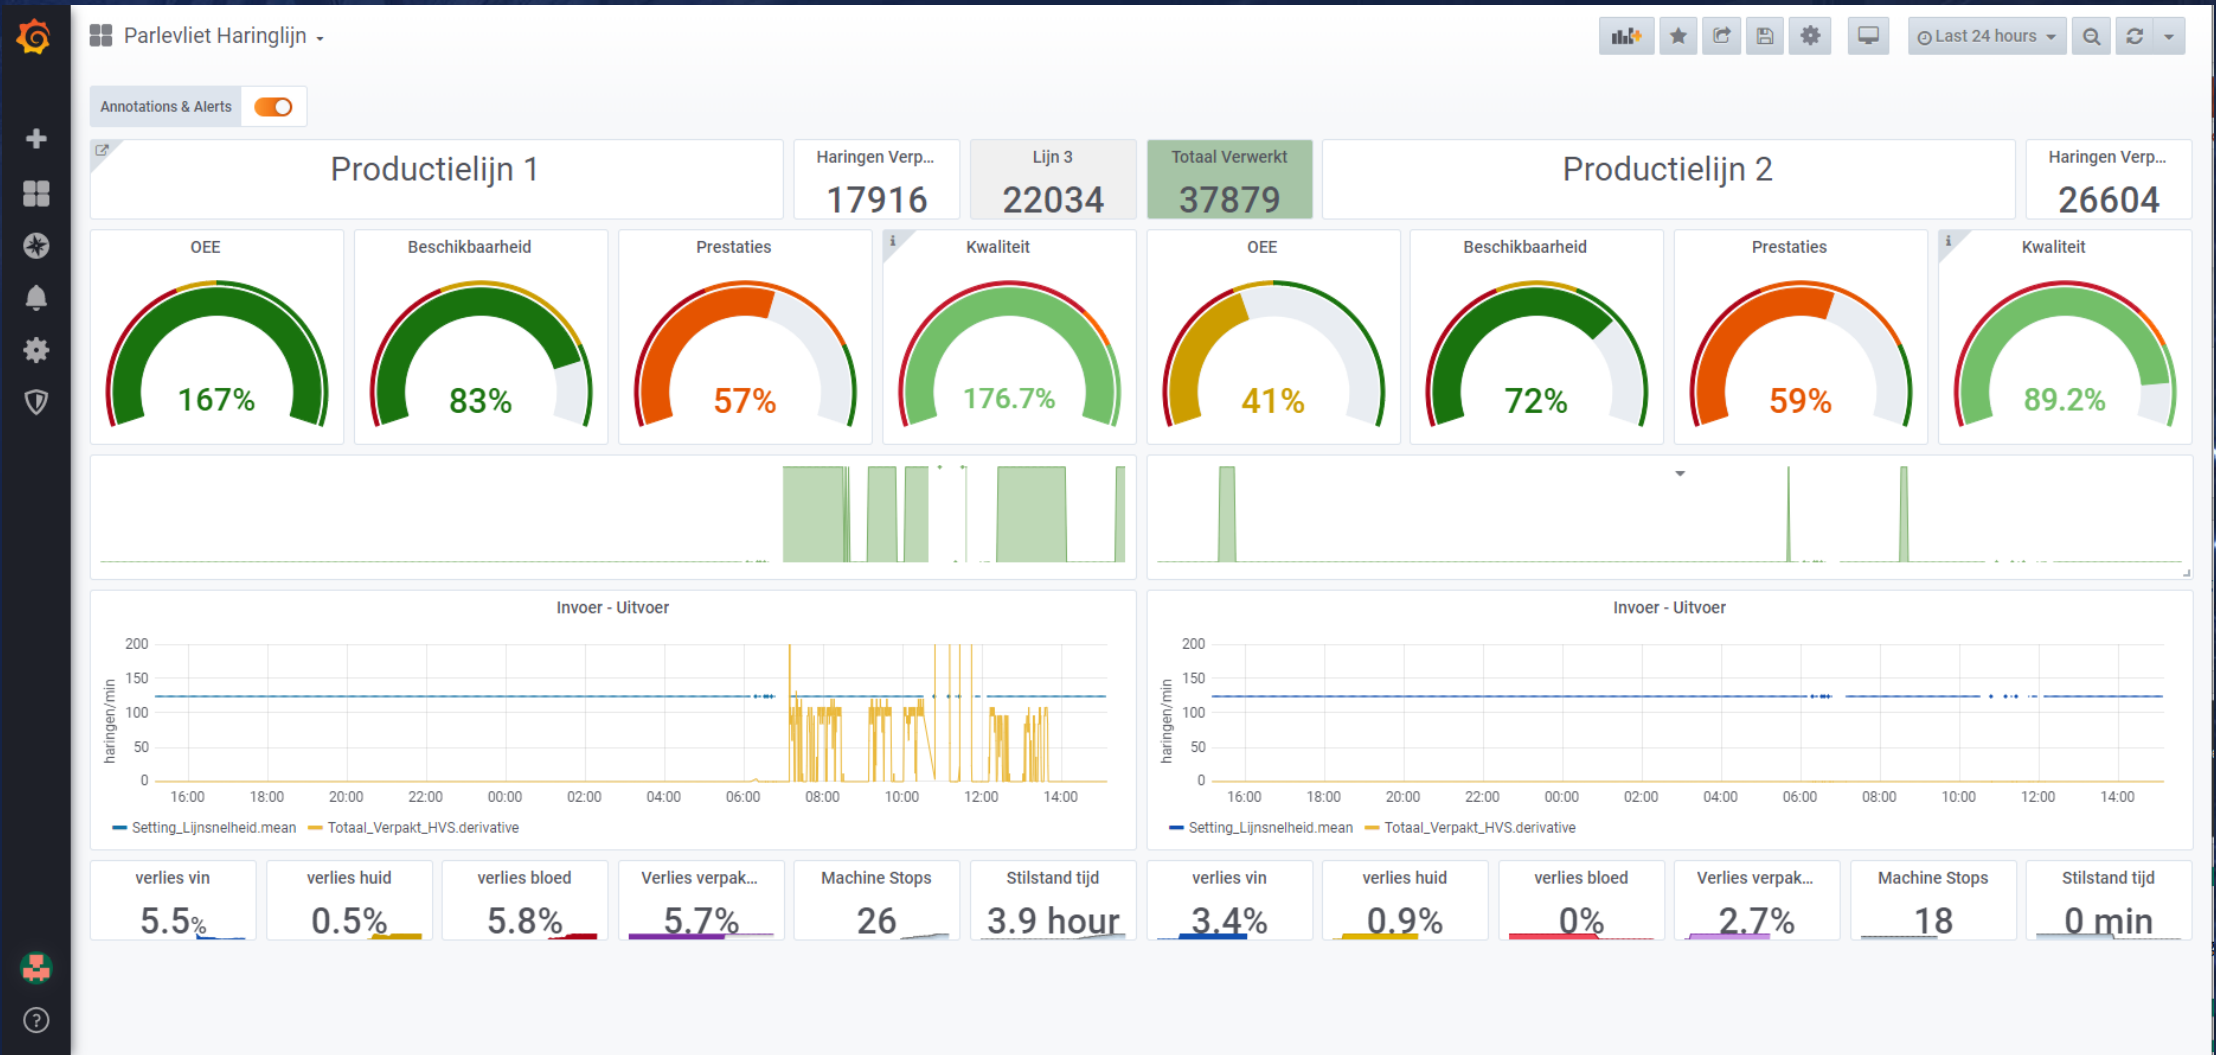 Parlevliet Haringlijn
Last 24 hours
Annotations & Alerts
Productielijn 1
Haringen Verp...
17916
Lijn 3
22034
Totaal Verwerkt
37879
Productielijn 2
Haringen Verp...
26604
OEE
167%
Beschikbaarheid
83%
Prestaties
57%
i
Kwaliteit
176.7%
OEE
41%
Beschikbaarheid
72%
Prestaties
59%
i
Kwaliteit
89.2%
Invoer - Uitvoer
haringen/min
200
150
100
50
0
16:00 18:00 20:00 22:00 00:00 02:00 04:00 06:00 08:00 10:00 12:00 14:00
Setting_Lijnsnelheid.mean Totaal_Verpakt_HVS.derivative
Invoer - Uitvoer
haringen/min
200
150
100
50
0
16:00 18:00 20:00 22:00 00:00 02:00 04:00 06:00 08:00 10:00 12:00 14:00
Setting_Lijnsnelheid.mean Totaal_Verpakt_HVS.derivative
verlies vin
5.5%
verlies huid
0.5%
verlies bloed
5.8%
Verlies verpak...
5.7%
Machine Stops
26
Stilstand tijd
3.9 hour
verlies vin
3.4%
verlies huid
0.9%
verlies bloed
0%
Verlies verpak...
2.7%
Machine Stops
18
Stilstand tijd
0 min